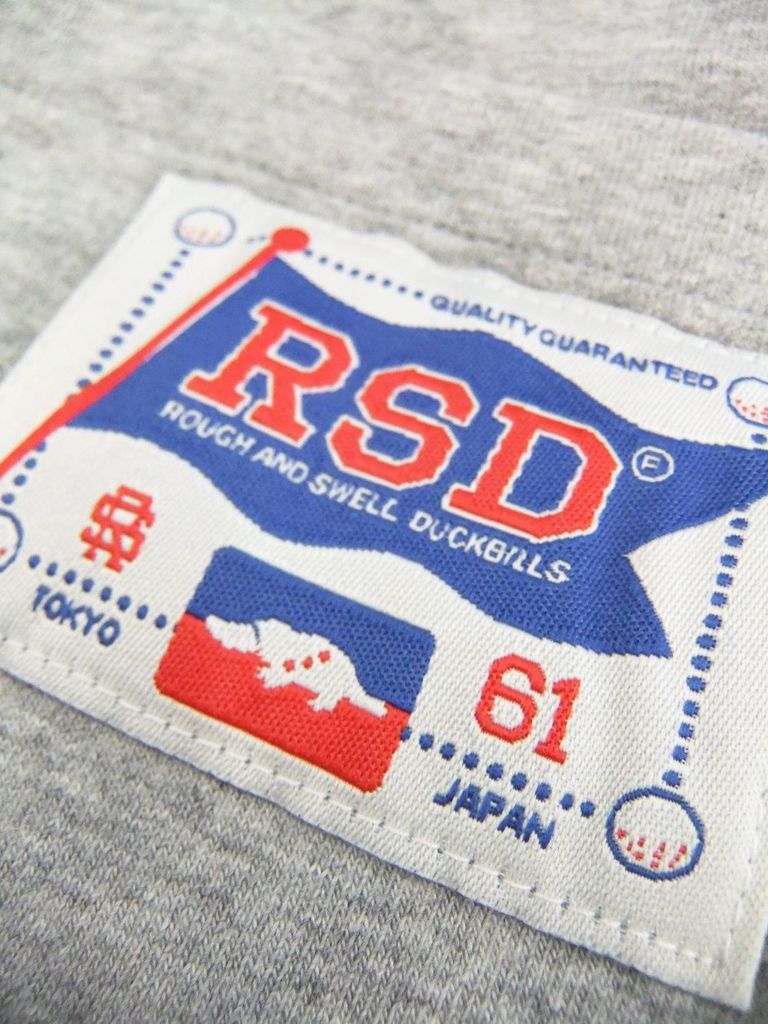 QUALITY GUARANTEED
RSD
ROUGH AND SWELL DUCKBILLS
TOKYO
61
JAPAN